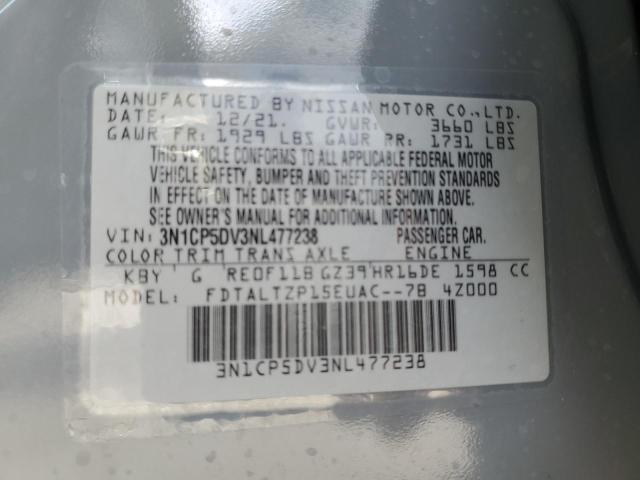 MANUFACTURED BY NISSAN MOTOR CO.,LTD.
DATE: 12/21. GVWR: 3660 LBS
GAWR FR: 1929 LBS GAWR RR: 1731 LBS
THIS VEHICLE CONFORMS TO ALL APPLICABLE FEDERAL MOTOR
VEHICLE SAFETY, BUMPER AND THEFT PREVENTION STANDARDS
IN EFFECT ON THE DATE OF MANUFACTURE SHOWN ABOVE.
SEE OWNER'S MANUAL FOR ADDITIONAL INFORMATION.
VIN: 3N1CP5DV3NL477238 PASSENGER CAR.
COLOR TRIM TRANS AXLE ENGINE
KBY G RE0F11B GZ39 HR16DE 1598 CC
MODEL: FDTALTZP15EUAC--7B 4Z000
3N1CP5DV3NL477238